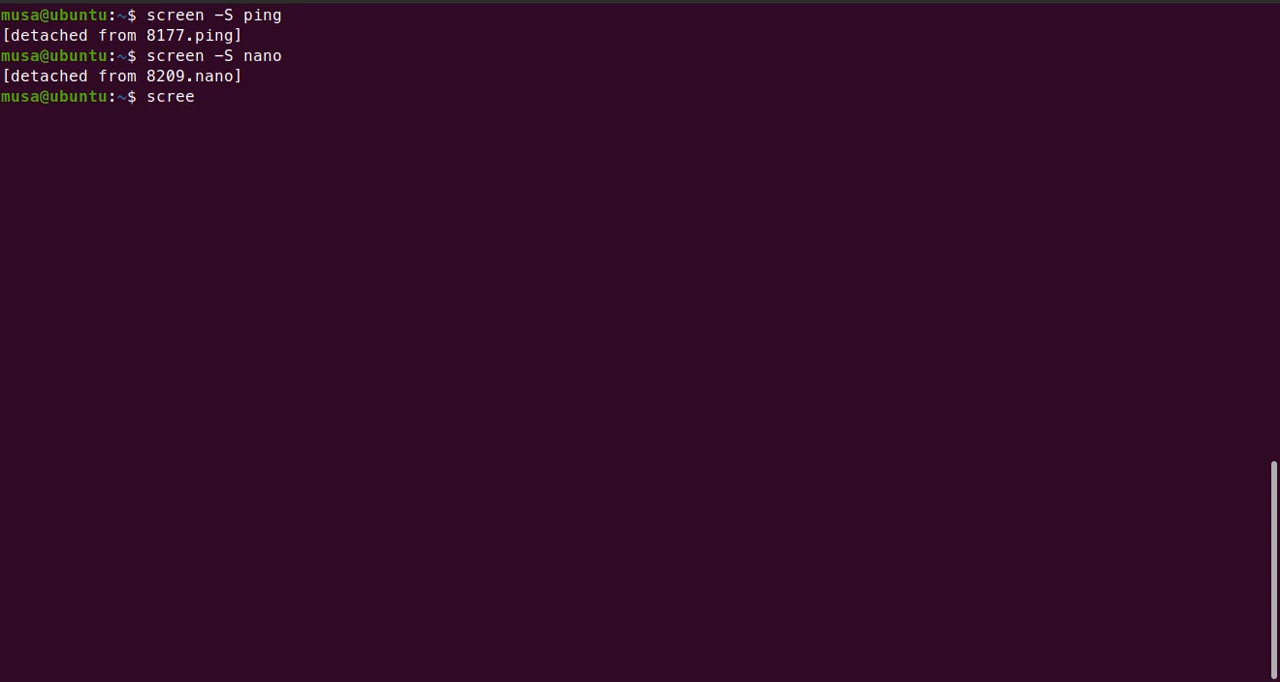 musa@ubuntu:~$ screen -S ping
[detached from 8177.ping]
musa@ubuntu:~$ screen -S nano
[detached from 8209.nano]
musa@ubuntu:~$ scree